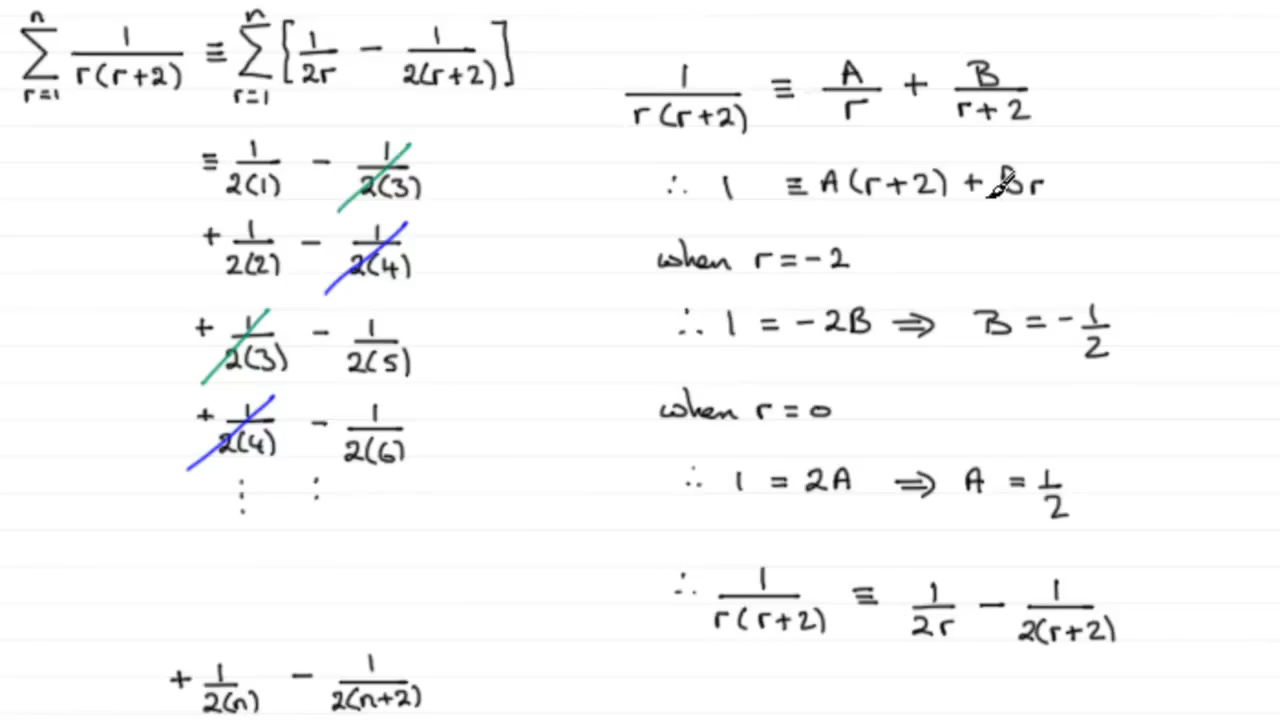 n n
∑ 1/(r(r+2)) ≡ ∑ [1/2r − 1/(2(r+2))]
r=1 r=1
≡ 1/2(1) − 1/2(3)
+ 1/2(2) − 1/2(4)
+ 1/2(3) − 1/2(5)
+ 1/2(4) − 1/2(6)
⋮ ⋮
+ 1/2(n) − 1/2(n+2)
1/(r(r+2)) ≡ A/r + B/(r+2)
∴ 1 ≡ A(r+2) + Br
when r = -2
∴ 1 = -2B ⇒ B = -1/2
when r = 0
∴ 1 = 2A ⇒ A = 1/2
∴ 1/(r(r+2)) ≡ 1/2r − 1/(2(r+2))